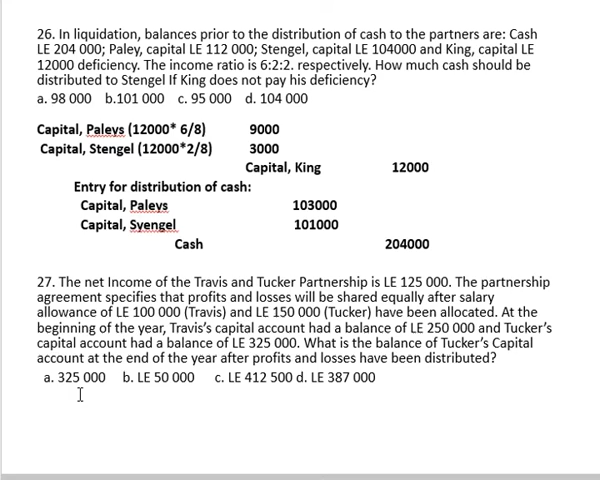 26. In liquidation, balances prior to the distribution of cash to the partners are: Cash
LE 204 000; Paley, capital LE 112 000; Stengel, capital LE 104000 and King, capital LE
12000 deficiency. The income ratio is 6:2:2. respectively. How much cash should be
distributed to Stengel If King does not pay his deficiency?
a. 98 000 b.101 000 c. 95 000 d. 104 000
Capital, Paleys (12000* 6/8) 9000
Capital, Stengel (12000*2/8) 3000
Capital, King 12000
Entry for distribution of cash:
Capital, Paleys 103000
Capital, Svengel 101000
Cash 204000
27. The net Income of the Travis and Tucker Partnership is LE 125 000. The partnership
agreement specifies that profits and losses will be shared equally after salary
allowance of LE 100 000 (Travis) and LE 150 000 (Tucker) have been allocated. At the
beginning of the year, Travis's capital account had a balance of LE 250 000 and Tucker's
capital account had a balance of LE 325 000. What is the balance of Tucker's Capital
account at the end of the year after profits and losses have been distributed?
a. 325 000 b. LE 50 000 c. LE 412 500 d. LE 387 000